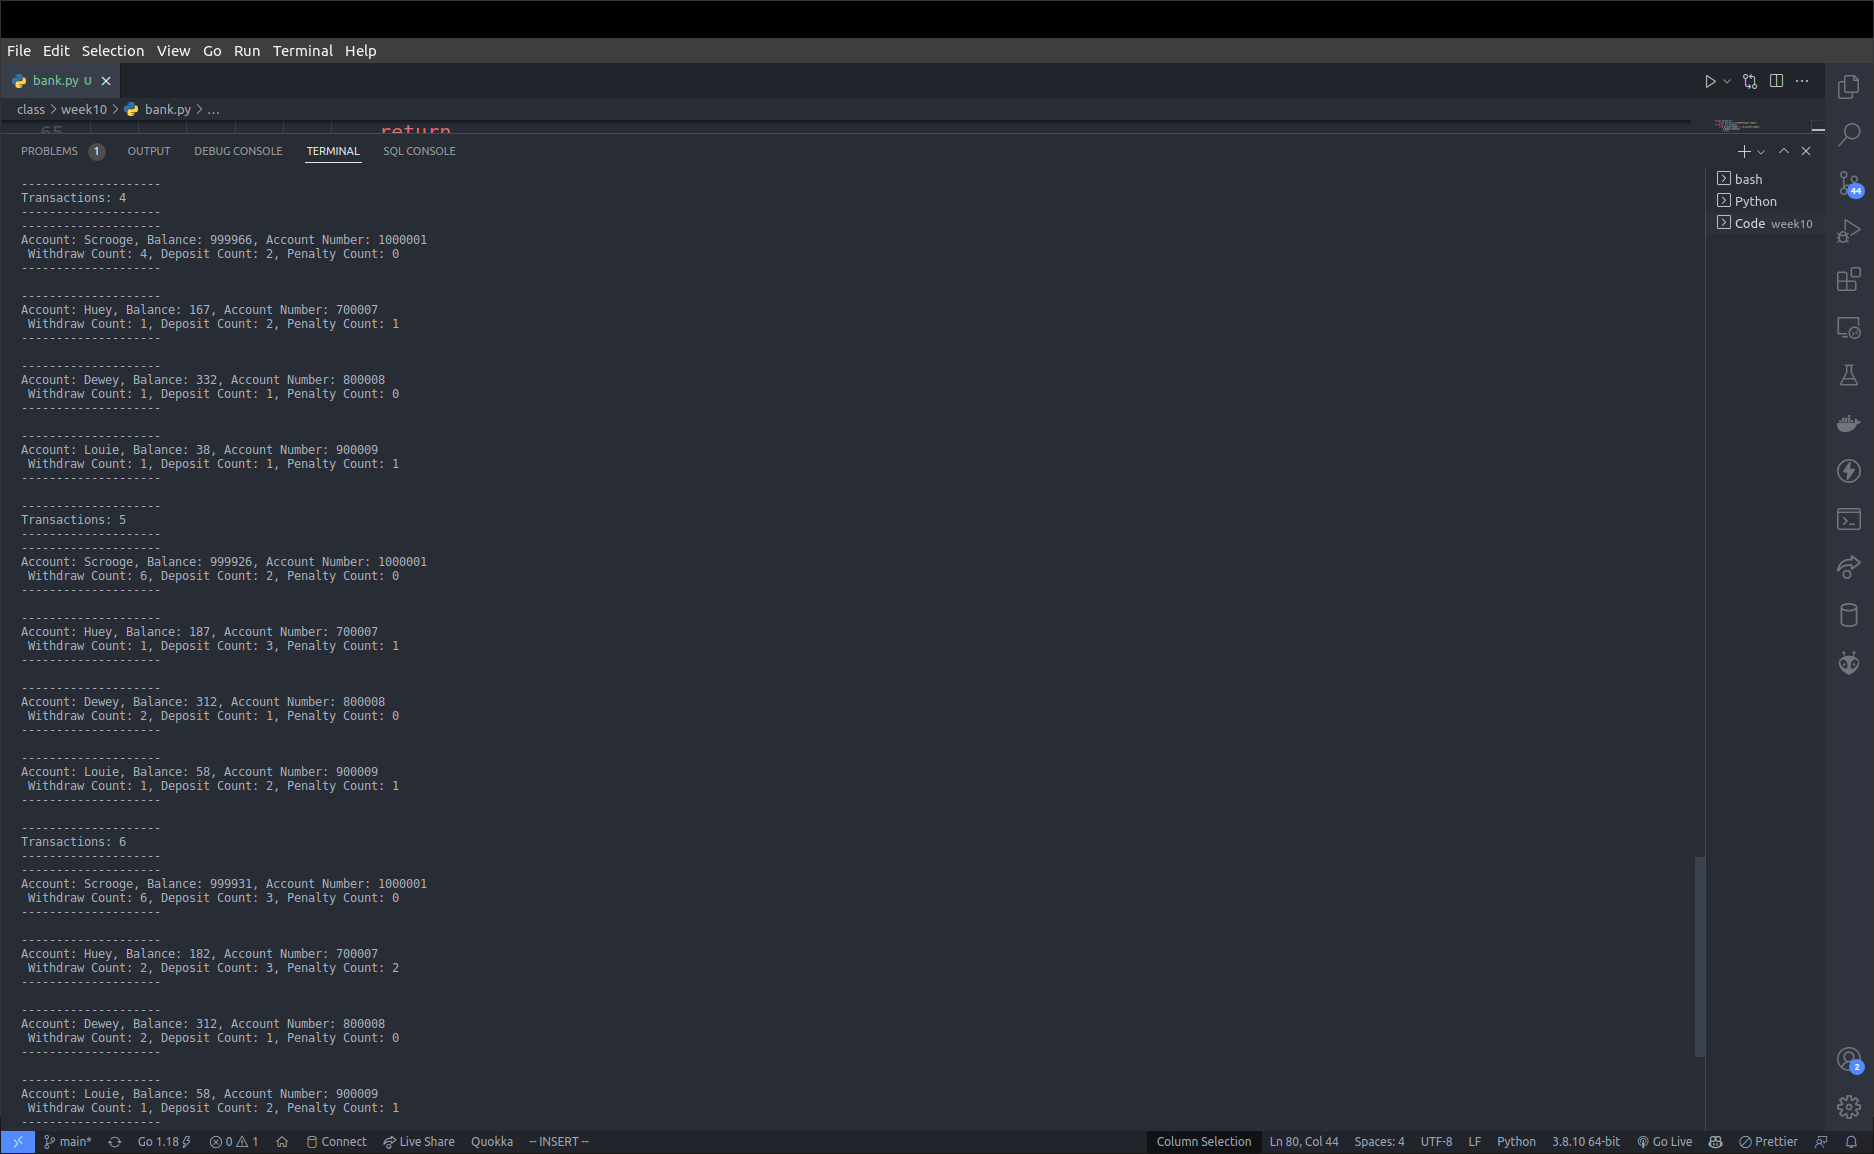 File Edit Selection View Go Run Terminal Help
bank.py U
class > week10 > bank.py > ...
65 return
PROBLEMS 1 OUTPUT DEBUG CONSOLE TERMINAL SQL CONSOLE
bash
Python
Code week10
--------------------
Transactions: 4
--------------------
--------------------
Account: Scrooge, Balance: 999966, Account Number: 1000001
Withdraw Count: 4, Deposit Count: 2, Penalty Count: 0
--------------------
--------------------
Account: Huey, Balance: 167, Account Number: 700007
Withdraw Count: 1, Deposit Count: 2, Penalty Count: 1
--------------------
--------------------
Account: Dewey, Balance: 332, Account Number: 800008
Withdraw Count: 1, Deposit Count: 1, Penalty Count: 0
--------------------
--------------------
Account: Louie, Balance: 38, Account Number: 900009
Withdraw Count: 1, Deposit Count: 1, Penalty Count: 1
--------------------
--------------------
Transactions: 5
--------------------
--------------------
Account: Scrooge, Balance: 999926, Account Number: 1000001
Withdraw Count: 6, Deposit Count: 2, Penalty Count: 0
--------------------
--------------------
Account: Huey, Balance: 187, Account Number: 700007
Withdraw Count: 1, Deposit Count: 3, Penalty Count: 1
--------------------
--------------------
Account: Dewey, Balance: 312, Account Number: 800008
Withdraw Count: 2, Deposit Count: 1, Penalty Count: 0
--------------------
--------------------
Account: Louie, Balance: 58, Account Number: 900009
Withdraw Count: 1, Deposit Count: 2, Penalty Count: 1
--------------------
--------------------
Transactions: 6
--------------------
--------------------
Account: Scrooge, Balance: 999931, Account Number: 1000001
Withdraw Count: 6, Deposit Count: 3, Penalty Count: 0
--------------------
--------------------
Account: Huey, Balance: 182, Account Number: 700007
Withdraw Count: 2, Deposit Count: 3, Penalty Count: 2
--------------------
--------------------
Account: Dewey, Balance: 312, Account Number: 800008
Withdraw Count: 2, Deposit Count: 1, Penalty Count: 0
--------------------
--------------------
Account: Louie, Balance: 58, Account Number: 900009
Withdraw Count: 1, Deposit Count: 2, Penalty Count: 1
--------------------
44
2
main* Go 1.18 0 1 Connect Live Share Quokka -- INSERT -- Column Selection Ln 80, Col 44 Spaces: 4 UTF-8 LF Python 3.8.10 64-bit Go Live Prettier